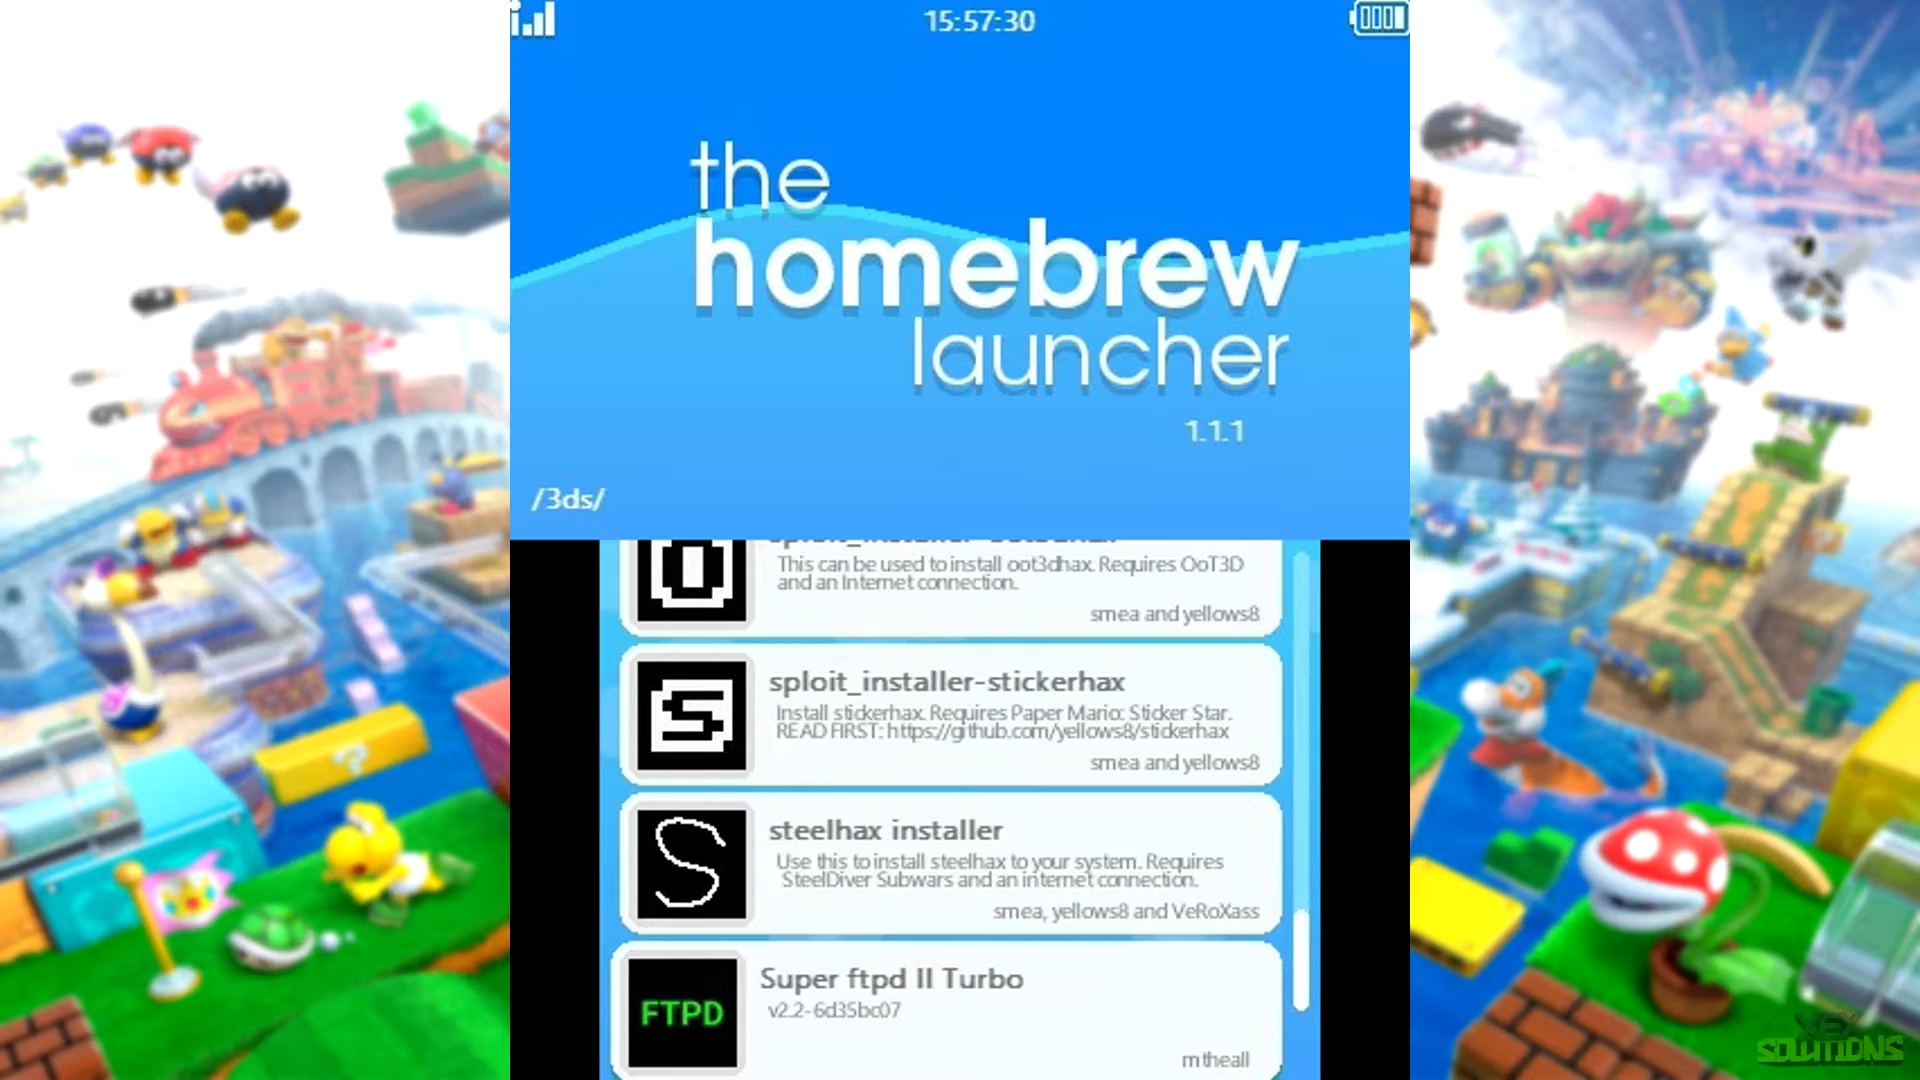 15:57:30
the
homebrew
launcher
1.1.1
/3ds/
This can be used to install oot3dhax. Requires OoT3D
and an Internet connection.
smea and yellows8
sploit_installer-stickerhax
Install stickerhax. Requires Paper Mario: Sticker Star.
READ FIRST: https://github.com/yellows8/stickerhax
smea and yellows8
steelhax installer
Use this to install steelhax to your system. Requires
SteelDiver Subwars and an internet connection.
smea, yellows8 and VeRoXass
FTPD
Super ftpd II Turbo
v2.2-6d35bc07
mtheall
SOLUTIONS